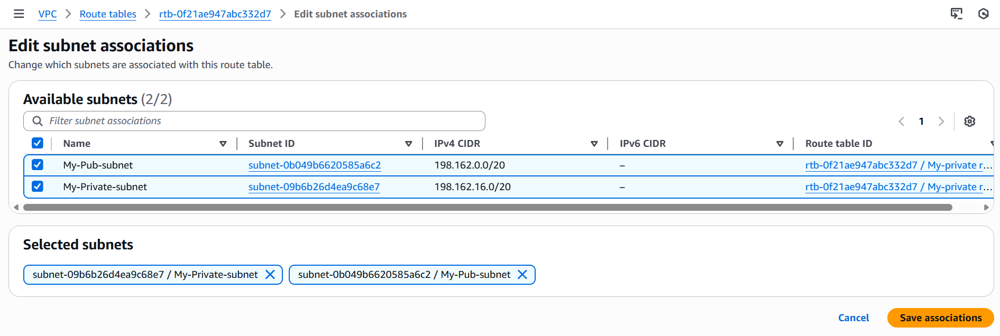 VPC > Route tables > rtb-0f21ae947abc332d7 > Edit subnet associations
Edit subnet associations
Change which subnets are associated with this route table.
Available subnets (2/2)
Filter subnet associations
1
Name Subnet ID IPv4 CIDR IPv6 CIDR Route table ID
My-Pub-subnet subnet-0b049b6620585a6c2 198.162.0.0/20 – rtb-0f21ae947abc332d7 / My-private r...
My-Private-subnet subnet-09b6b26d4ea9c68e7 198.162.16.0/20 – rtb-0f21ae947abc332d7 / My-private r...
Selected subnets
subnet-09b6b26d4ea9c68e7 / My-Private-subnet subnet-0b049b6620585a6c2 / My-Pub-subnet
Cancel Save associations